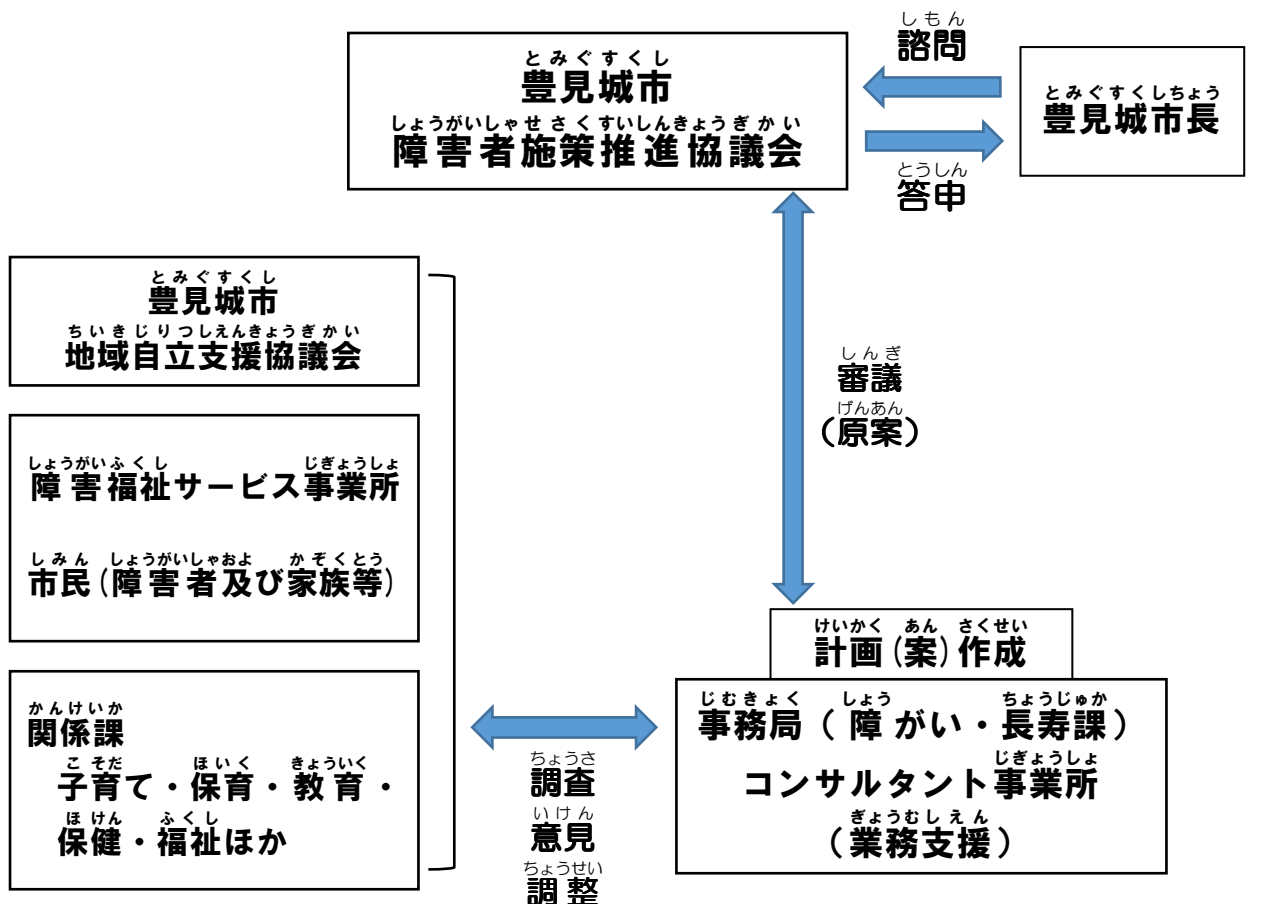 しもん
諮問
とみぐすくし
豊見城市
しょうがいしゃせさくすいしんきょうぎかい
障害者施策推進協議会
とみぐすくしちょう
豊見城市長
とうしん
答申
とみぐすくし
豊見城市
ちいきじりつしえんきょうぎかい
地域自立支援協議会
しんぎ
審議
げんあん
（原案）
しょうがいふくし じぎょうしょ
障害福祉サービス事業所
しみん しょうがいしゃおよ かぞくとう
市民（障害者及び家族等）
かんけいか
関係課
こそだ ほいく きょういく
子育て・保育・教育・
ほけん ふくし
保健・福祉ほか
ちょうさ
調査
いけん
意見
ちょうせい
調整
けいかく あん さくせい
計画（案）作成
じむきょく しょう ちょうじゅか
事務局（障がい・長寿課）
じぎょうしょ
コンサルタント事業所
ぎょうむしえん
（業務支援）